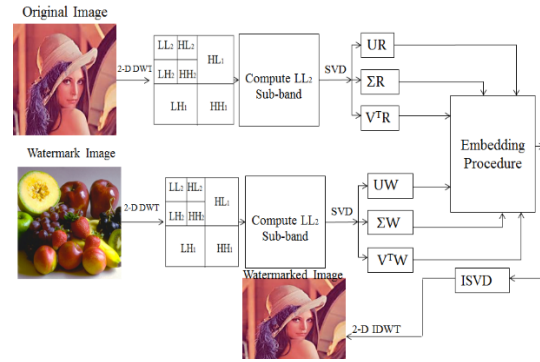 Original Image
2-D DWT
LL₂ HL₂
HL₁
LH₂ HH₂
LH₁ HH₁
Compute LL₂
Sub-band
SVD
UR
ΣR
VᵀR
Embedding
Procedure
Watermark Image
2-D DWT
LL₂ HL₂
HL₁
LH₂ HH₂
LH₁ HH₁
Compute LL₂
Sub-band
SVD
UW
ΣW
VᵀW
Watermarked Image
2-D IDWT
ISVD